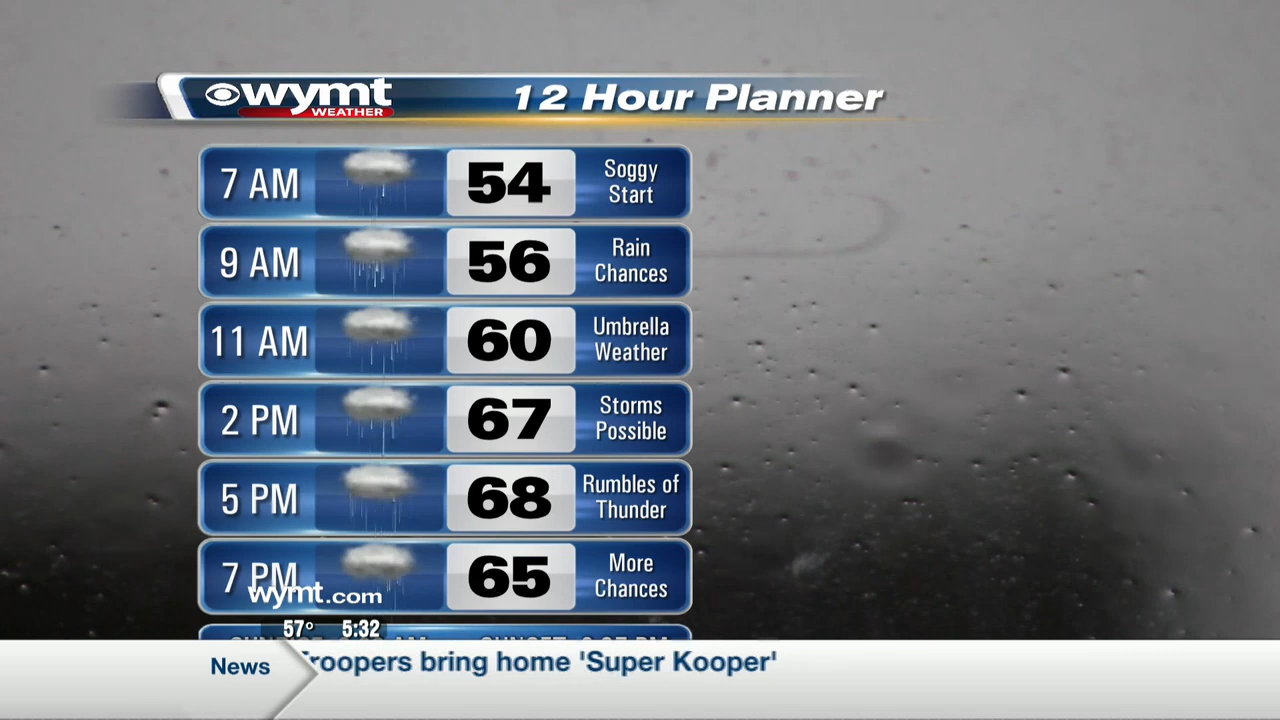 wymt
WEATHER
12 Hour Planner
7 AM
54
Soggy
Start
9 AM
56
Rain
Chances
11 AM
60
Umbrella
Weather
2 PM
67
Storms
Possible
5 PM
68
Rumbles of
Thunder
7 PM
65
More
Chances
wymt.com
57° 5:32
News
Troopers bring home 'Super Kooper'